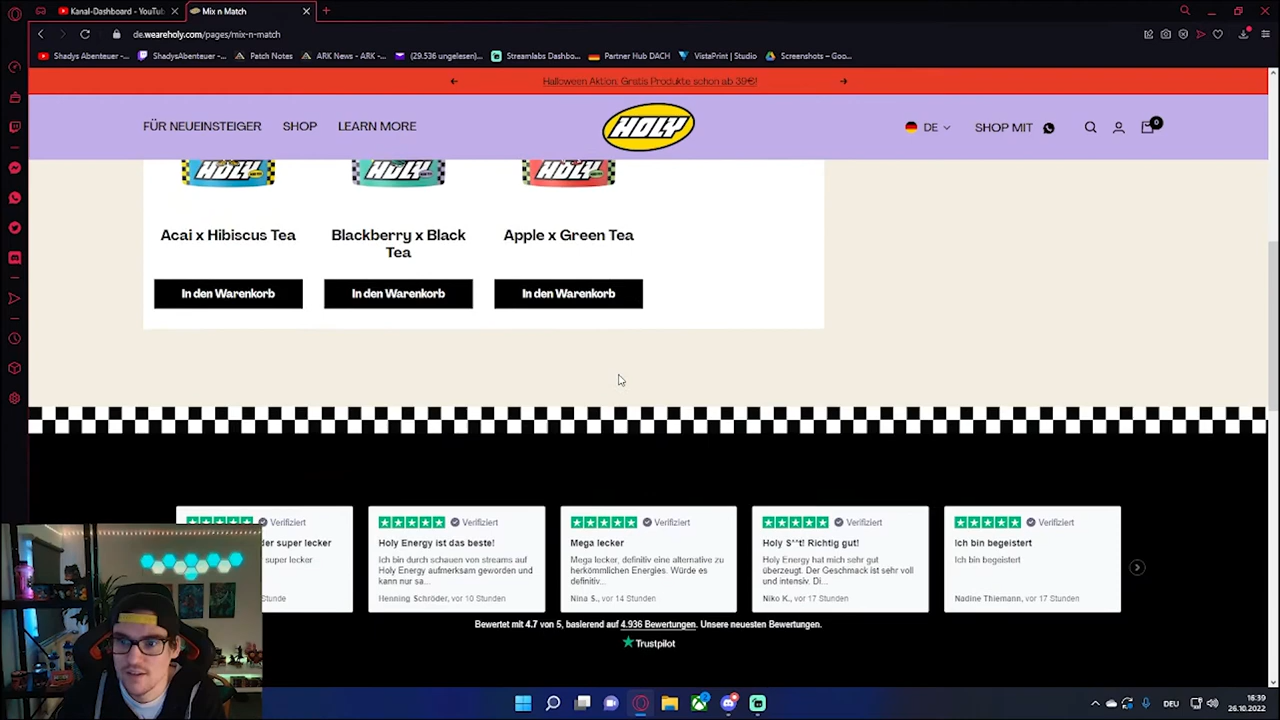 Kanal-Dashboard - YouTub
Mix n Match
de.weareholy.com/pages/mix-n-match
Shadys Abenteuer -...
ShadysAbenteuer -...
Patch Notes
ARK News - ARK -...
(29.536 ungelesen)...
Streamlabs Dashbo...
Partner Hub DACH
VistaPrint | Studio
Screenshots – Goo...
Halloween Aktion: Gratis Produkte schon ab 39€!
FÜR NEUEINSTEIGER
SHOP
LEARN MORE
HOLY
DE
SHOP MIT
0
HOLY
HOLY
HOLY
Acai x Hibiscus Tea
Blackberry x Black
Tea
Apple x Green Tea
In den Warenkorb
In den Warenkorb
In den Warenkorb
Verifiziert
der super lecker
super lecker
Stunde
Verifiziert
Holy Energy ist das beste!
Ich bin durch schauen von streams auf
Holy Energy aufmerksam geworden und
kann nur sa...
Henning Schröder, vor 10 Stunden
Verifiziert
Mega lecker
Mega lecker, definitiv eine alternative zu
herkömmlichen Energies. Würde es
definitiv...
Nina S., vor 14 Stunden
Verifiziert
Holy S**t! Richtig gut!
Holy Energy hat mich sehr gut
überzeugt. Der Geschmack ist sehr voll
und intensiv. Di...
Niko K., vor 17 Stunden
Verifiziert
Ich bin begeistert
Ich bin begeistert
Nadine Thiemann, vor 17 Stunden
Bewertet mit 4.7 von 5, basierend auf 4.936 Bewertungen. Unsere neuesten Bewertungen.
Trustpilot
DEU
16:39
26.10.2022